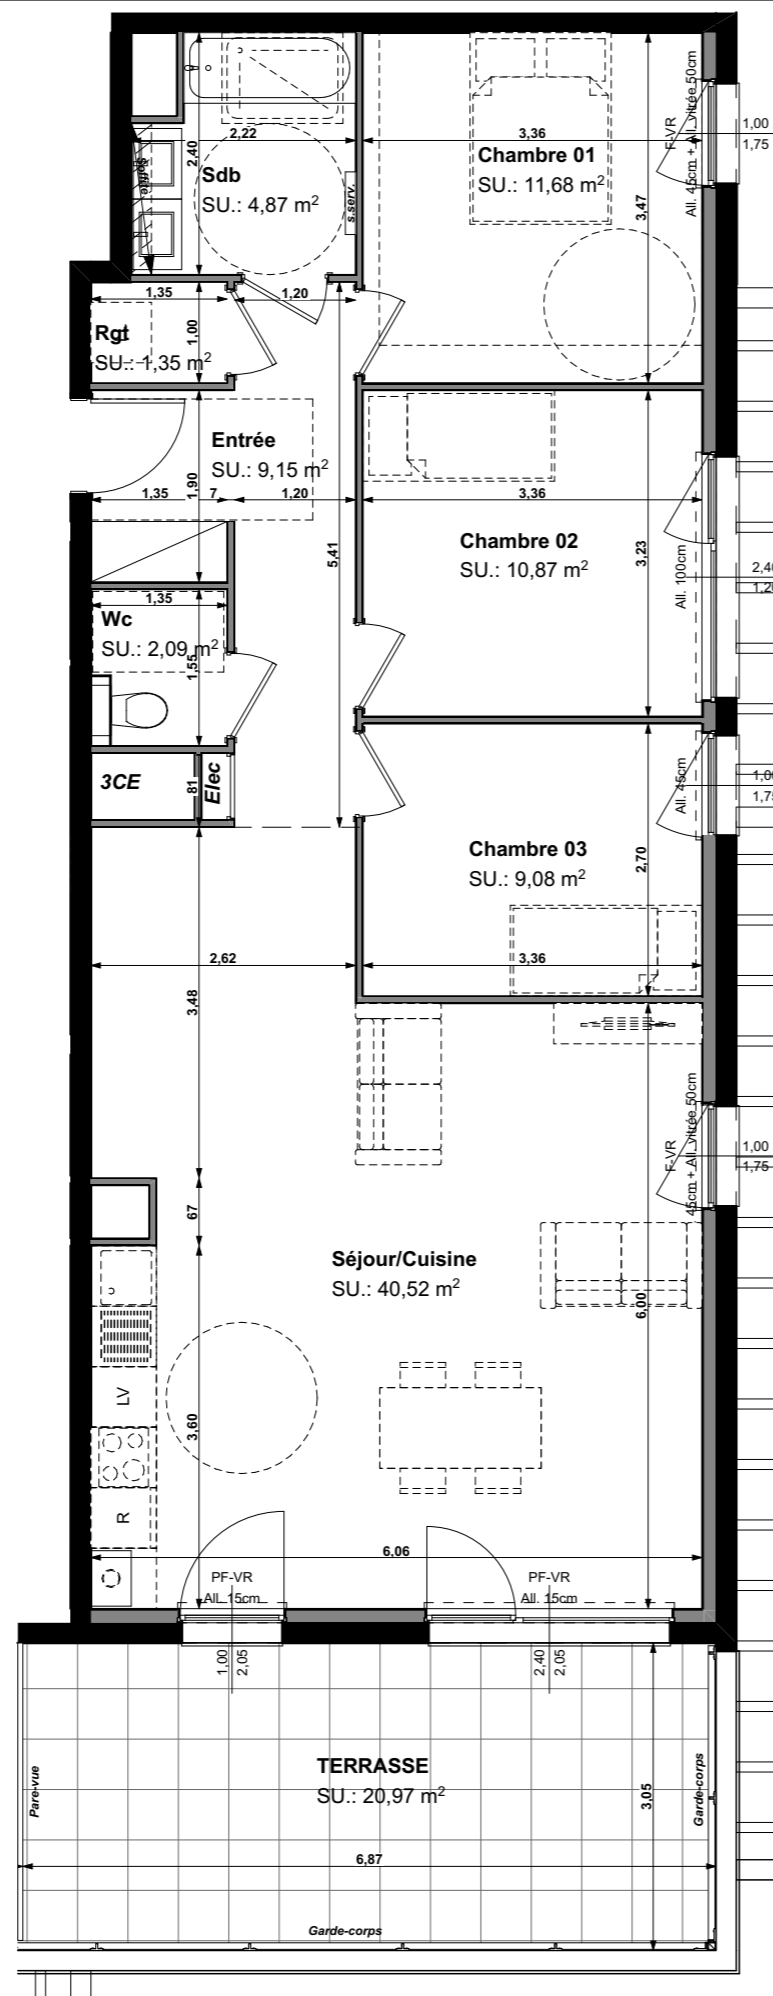 2,22
2,40
Sdb
SU.: 4,87 m²
s.serv.
3,36
Chambre 01
SU.: 11,68 m²
3,47
F-VR
All. 45cm + All. vitrée 50cm
1,00
1,75
1,35
1,20
Rgt
SU.: 1,35 m²
1,00
Entrée
SU.: 9,15 m²
1,90
1,35
7
1,20
5,41
3,36
Chambre 02
SU.: 10,87 m²
3,23
All. 100cm
2,40
1,20
1,35
Wc
SU.: 2,09 m²
1,55
3CE
81
Elec
All. 45cm
Chambre 03
SU.: 9,08 m²
2,70
2,62
3,36
3,48
F-VR
45cm + All. vitrée 50cm
1,00
1,75
67
Séjour/Cuisine
SU.: 40,52 m²
6,00
LV
3,60
R
6,06
PF-VR
All. 15cm
PF-VR
All. 15cm
1,00
2,05
2,40
2,05
TERRASSE
SU.: 20,97 m²
Pare-vue
3,05
Garde-corps
6,87
Garde-corps